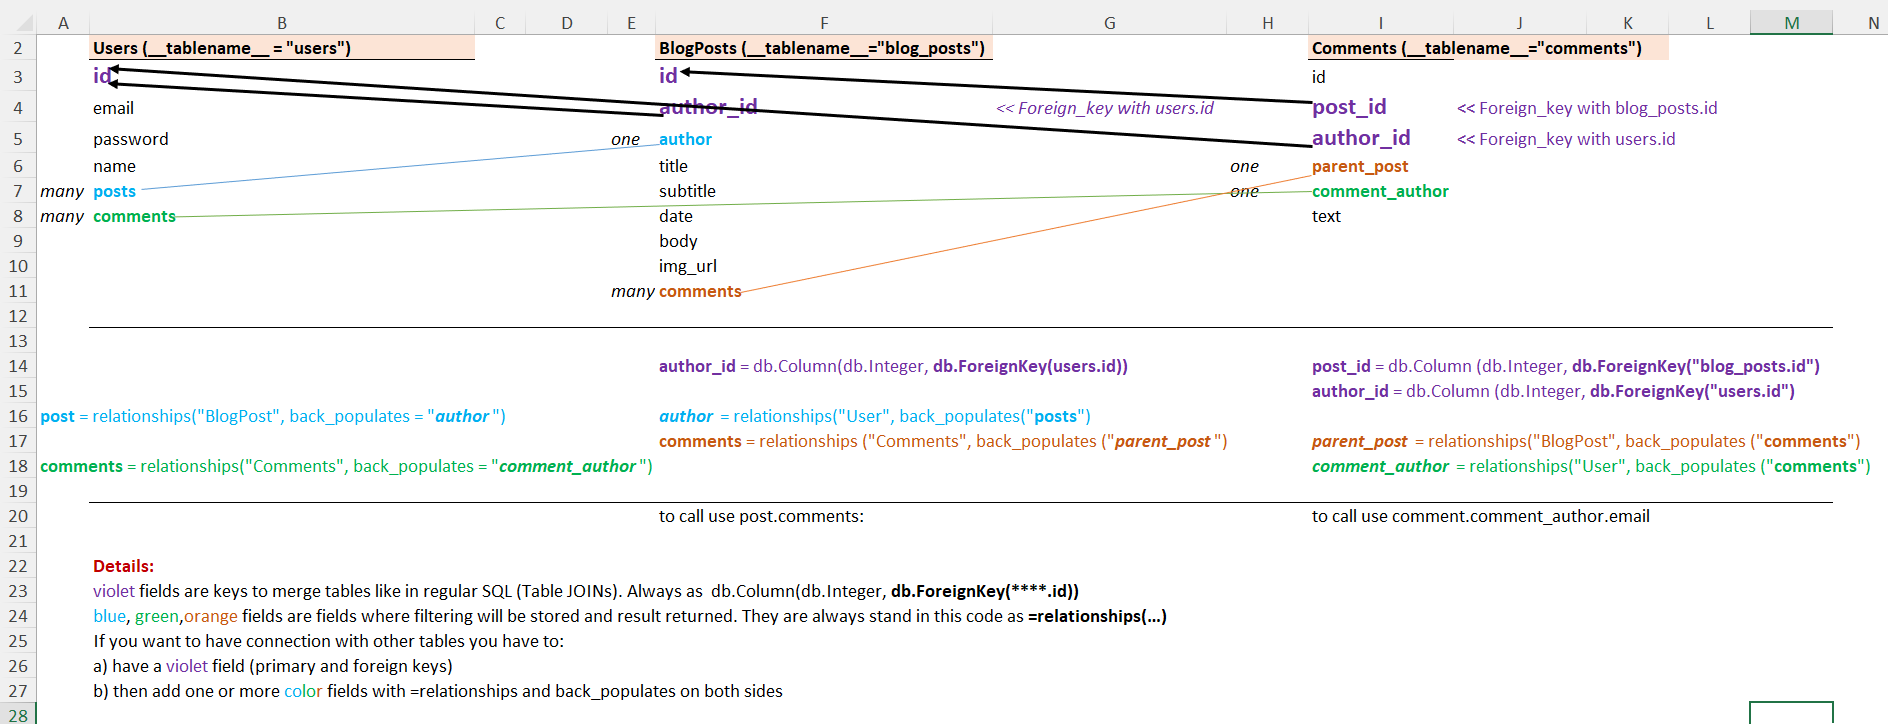 A B C D E F G H I J K L M N
2 Users (__tablename__ = "users") BlogPosts (__tablename__="blog_posts") Comments (__tablename__="comments")
3 id id id
4 email author_id << Foreign_key with users.id post_id << Foreign_key with blog_posts.id
5 password one author author_id << Foreign_key with users.id
6 name title one parent_post
7 many posts subtitle one comment_author
8 many comments date text
9 body
10 img_url
11 many comments
12
13
14 author_id = db.Column(db.Integer, db.ForeignKey(users.id)) post_id = db.Column (db.Integer, db.ForeignKey("blog_posts.id")
15 author_id = db.Column (db.Integer, db.ForeignKey("users.id")
16 post = relationships("BlogPost", back_populates = "author ") author = relationships("User", back_populates("posts")
17 comments = relationships ("Comments", back_populates ("parent_post ") parent_post = relationships("BlogPost", back_populates ("comments")
18 comments = relationships("Comments", back_populates = "comment_author ") comment_author = relationships("User", back_populates ("comments")
19
20 to call use post.comments: to call use comment.comment_author.email
21
22 Details:
23 violet fields are keys to merge tables like in regular SQL (Table JOINs). Always as db.Column(db.Integer, db.ForeignKey(****.id))
24 blue, green,orange fields are fields where filtering will be stored and result returned. They are always stand in this code as =relationships(...)
25 If you want to have connection with other tables you have to:
26 a) have a violet field (primary and foreign keys)
27 b) then add one or more color fields with =relationships and back_populates on both sides
28